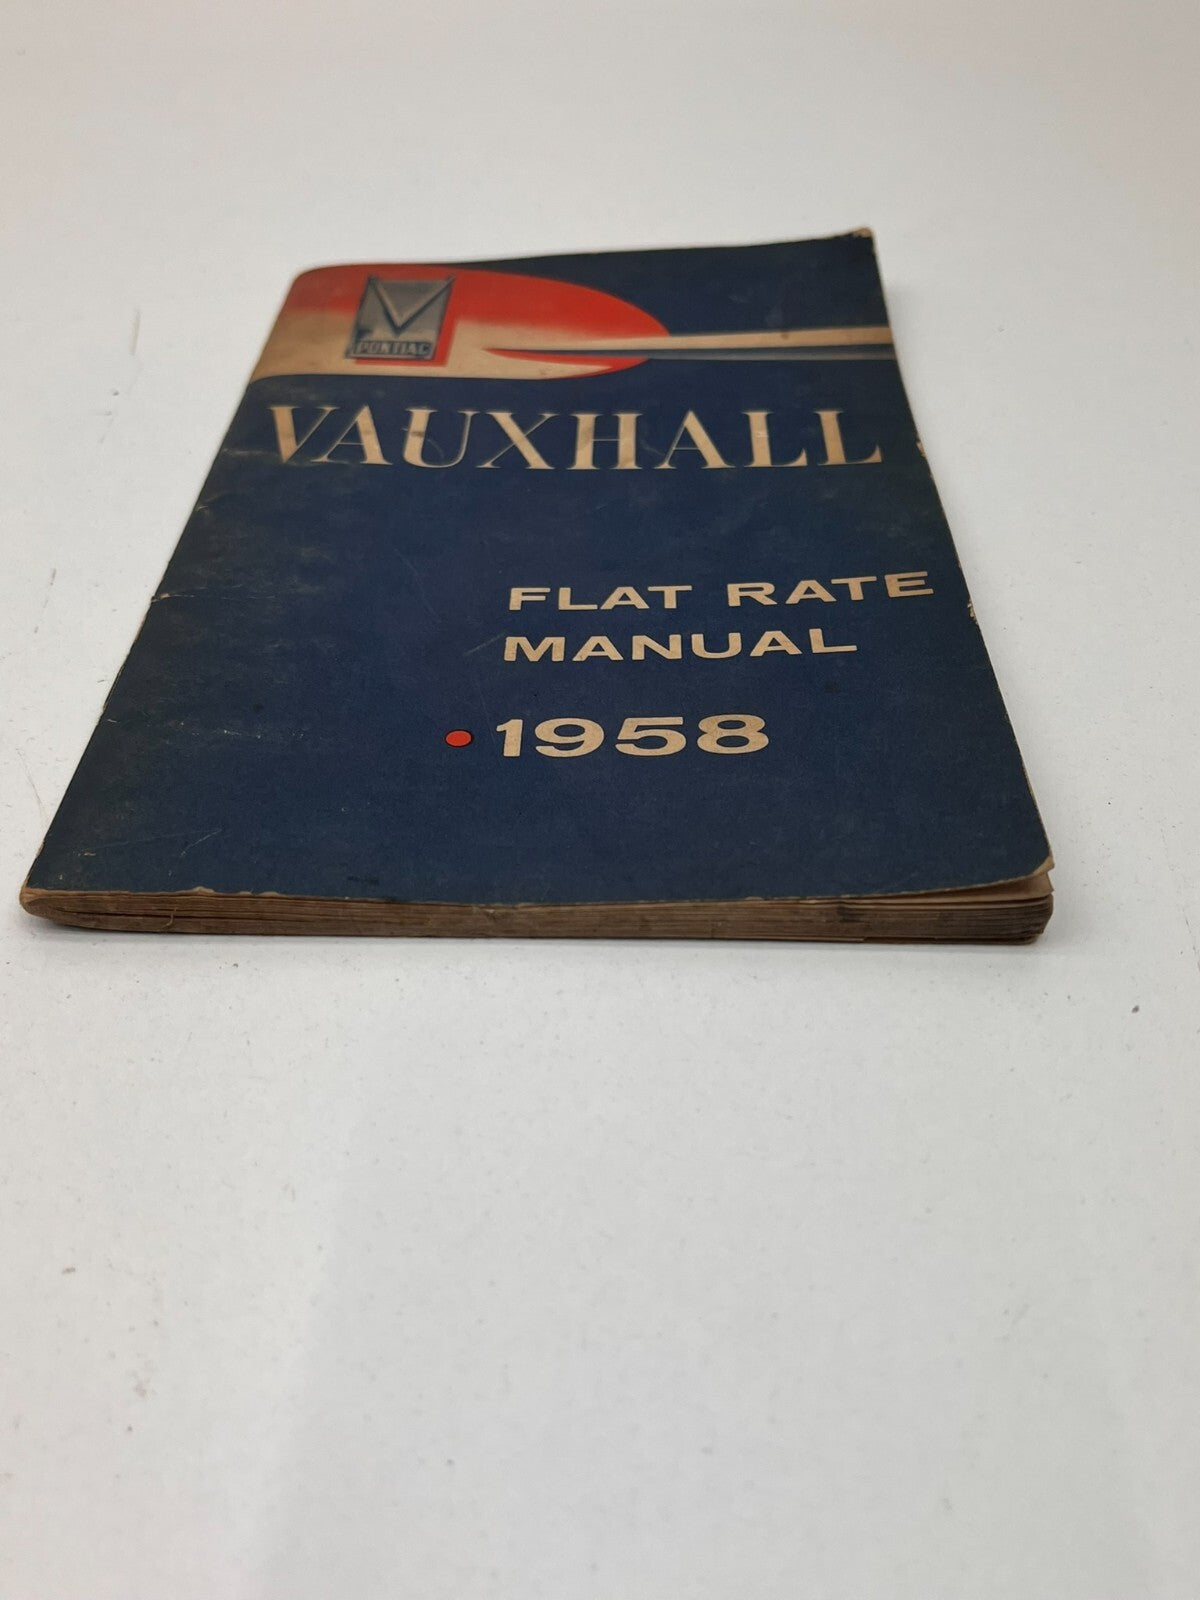 PONTIAC
VAUXHALL
FLAT RATE
MANUAL
1958